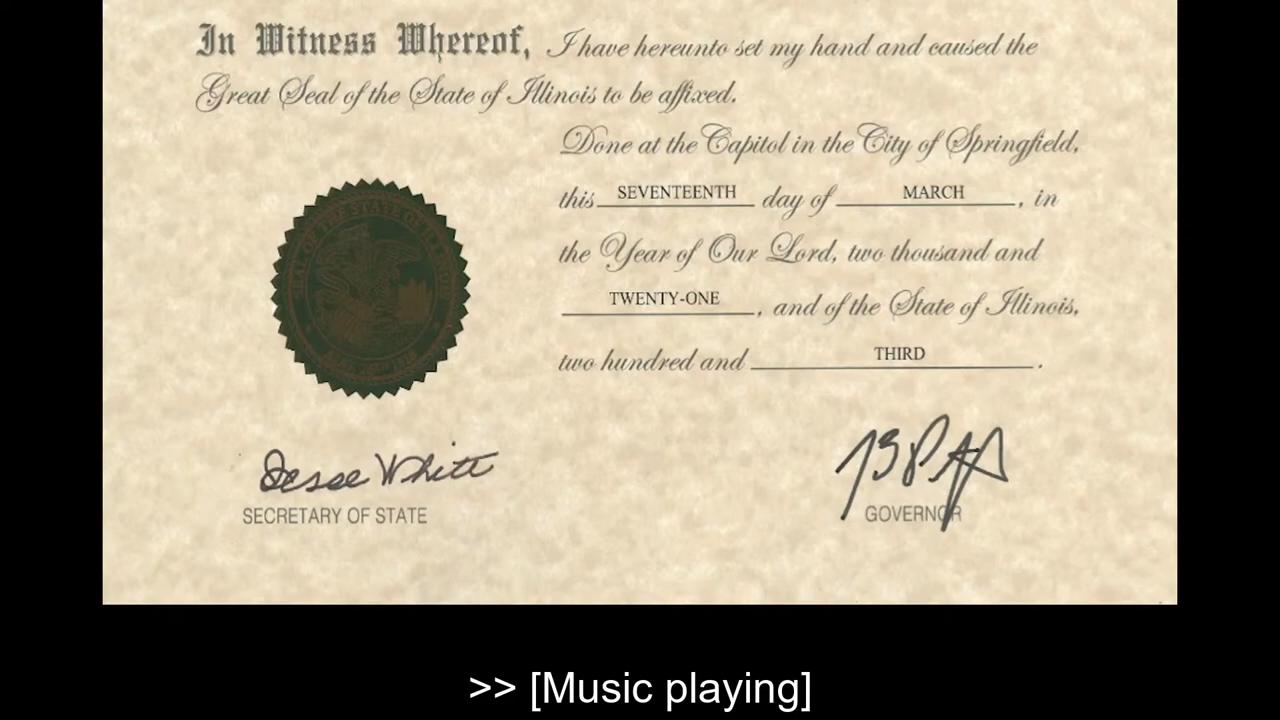 In Witness Whereof, I have hereunto set my hand and caused the
Great Seal of the State of Illinois to be affixed.
Done at the Capitol in the City of Springfield,
this SEVENTEENTH day of MARCH, in
the Year of Our Lord, two thousand and
TWENTY-ONE, and of the State of Illinois,
two hundred and THIRD.
Jesse White
SECRETARY OF STATE
GOVERNOR
>> [Music playing]